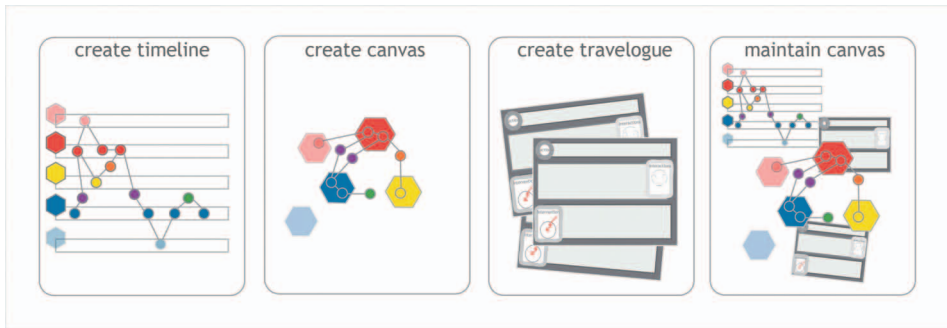 create timeline
create canvas
create travelogue
maintain canvas